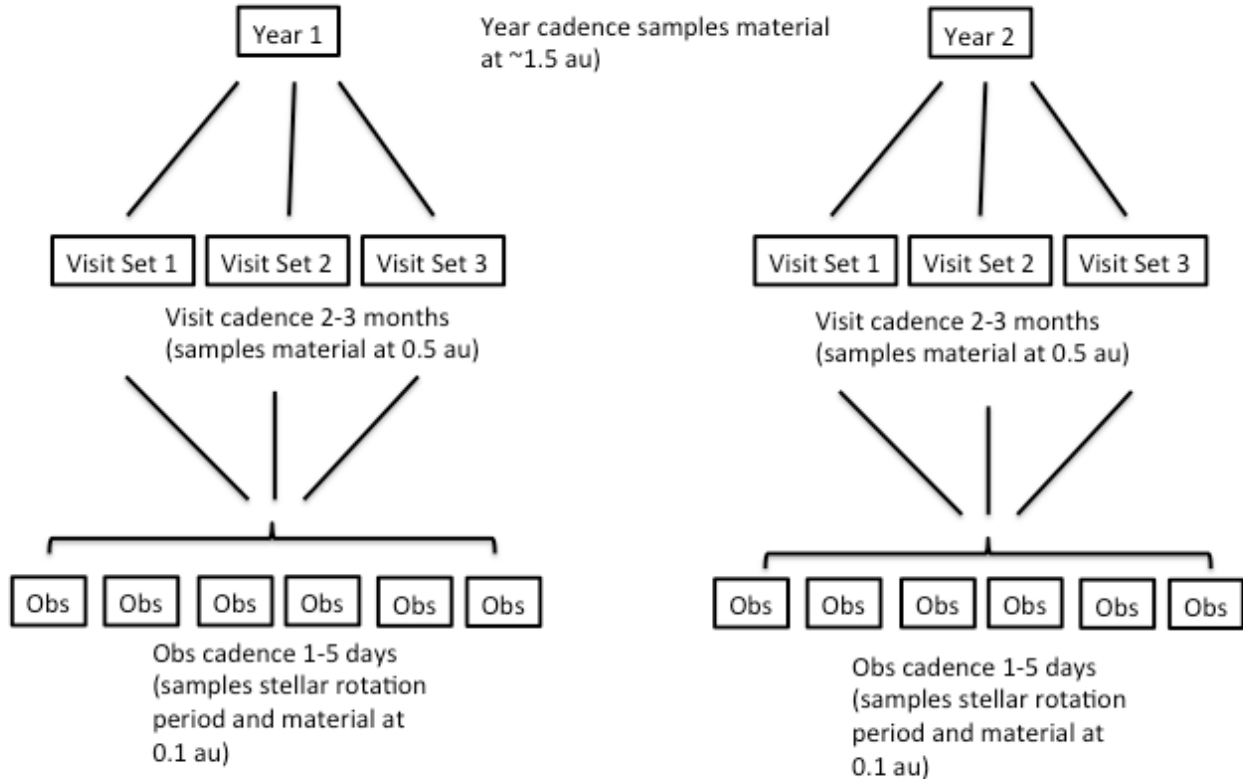 Year 1
Year cadence samples material
at ~1.5 au)
Year 2
Visit Set 1
Visit Set 2
Visit Set 3
Visit Set 1
Visit Set 2
Visit Set 3
Visit cadence 2-3 months
(samples material at 0.5 au)
Visit cadence 2-3 months
(samples material at 0.5 au)
Obs
Obs
Obs
Obs
Obs
Obs
Obs
Obs
Obs
Obs
Obs
Obs
Obs cadence 1-5 days
(samples stellar rotation
period and material at
0.1 au)
Obs cadence 1-5 days
(samples stellar rotation
period and material at
0.1 au)